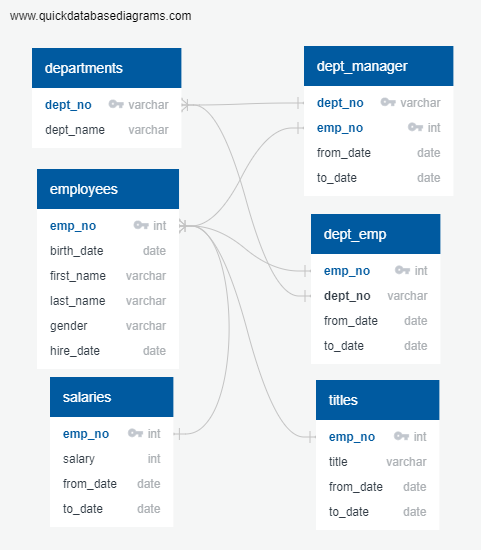 www.quickdatabasediagrams.com
departments
dept_no varchar
dept_name varchar
employees
emp_no int
birth_date date
first_name varchar
last_name varchar
gender varchar
hire_date date
salaries
emp_no int
salary int
from_date date
to_date date
dept_manager
dept_no varchar
emp_no int
from_date date
to_date date
dept_emp
emp_no int
dept_no varchar
from_date date
to_date date
titles
emp_no int
title varchar
from_date date
to_date date